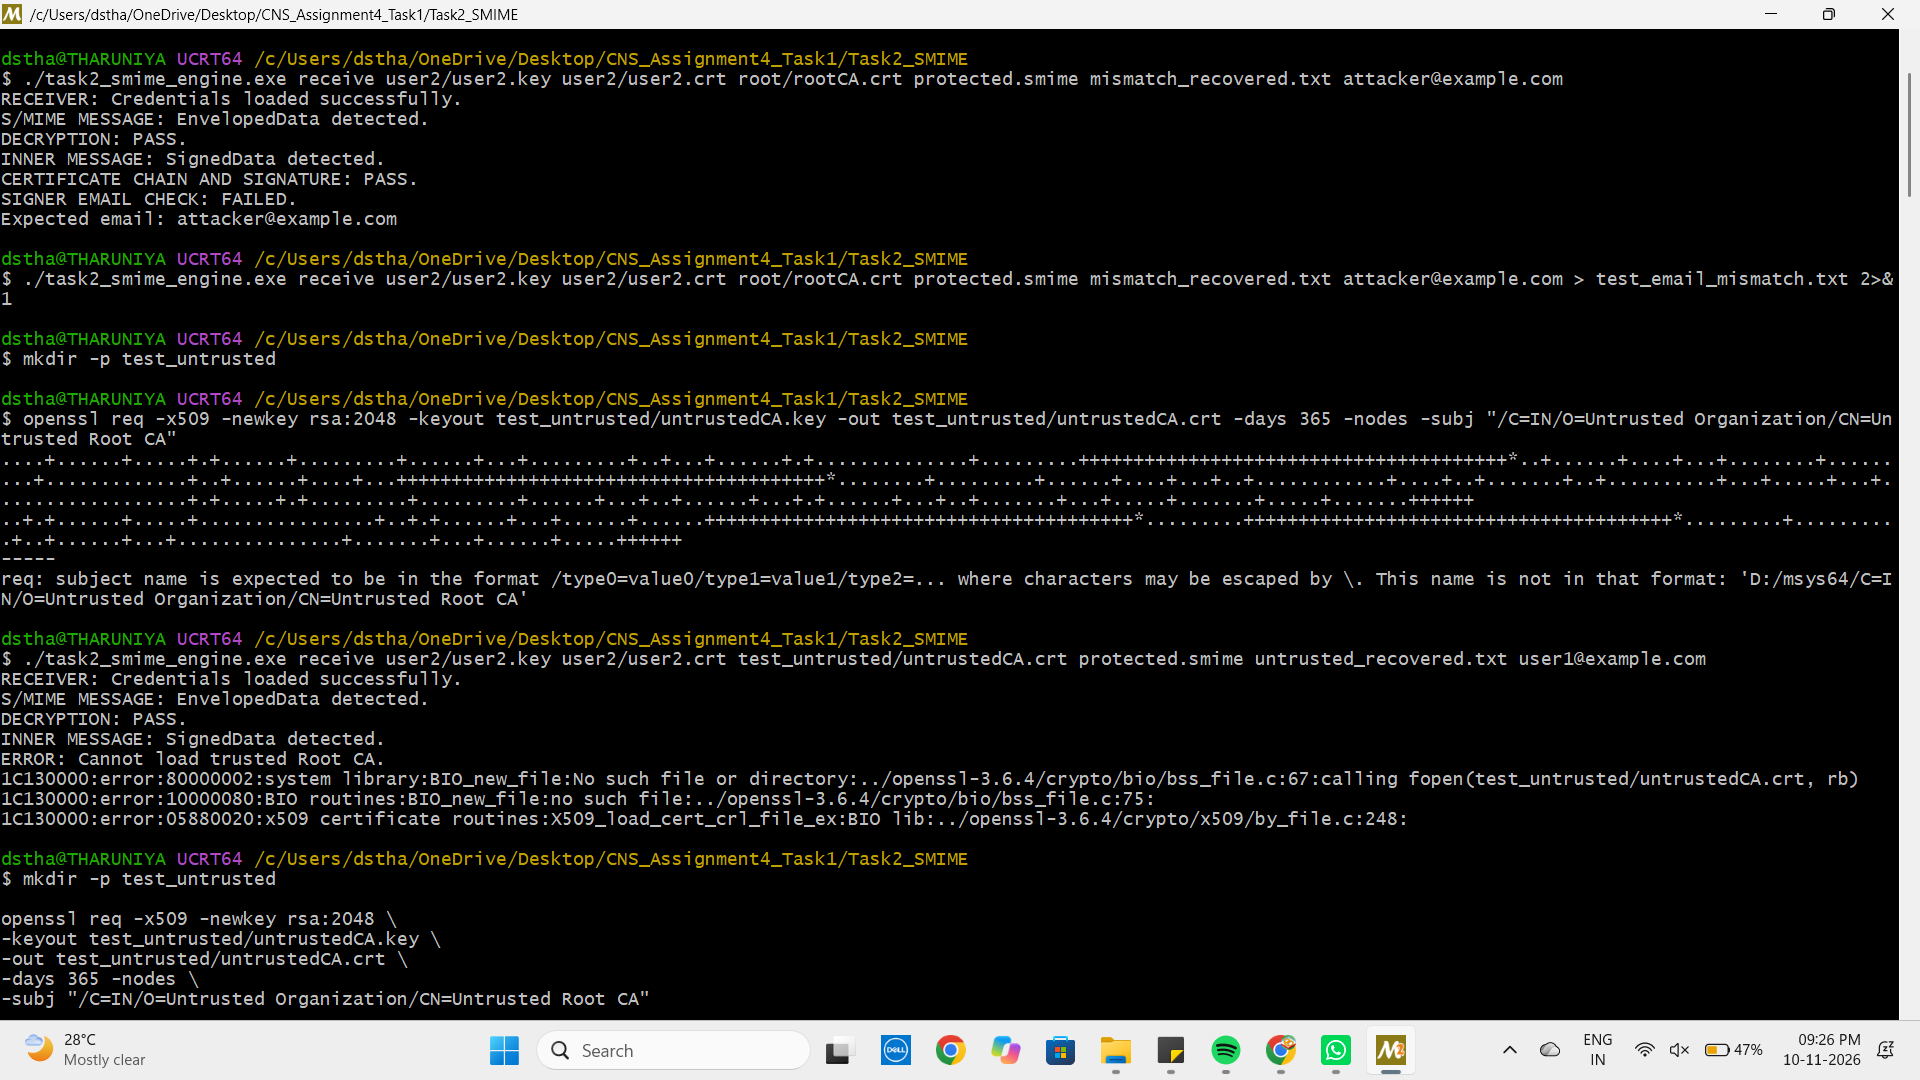 /c/Users/dstha/OneDrive/Desktop/CNS_Assignment4_Task1/Task2_SMIME
dstha@THARUNIYA UCRT64 /c/Users/dstha/OneDrive/Desktop/CNS_Assignment4_Task1/Task2_SMIME
$ ./task2_smime_engine.exe receive user2/user2.key user2/user2.crt root/rootCA.crt protected.smime mismatch_recovered.txt attacker@example.com
RECEIVER: Credentials loaded successfully.
S/MIME MESSAGE: EnvelopedData detected.
DECRYPTION: PASS.
INNER MESSAGE: SignedData detected.
CERTIFICATE CHAIN AND SIGNATURE: PASS.
SIGNER EMAIL CHECK: FAILED.
Expected email: attacker@example.com
dstha@THARUNIYA UCRT64 /c/Users/dstha/OneDrive/Desktop/CNS_Assignment4_Task1/Task2_SMIME
$ ./task2_smime_engine.exe receive user2/user2.key user2/user2.crt root/rootCA.crt protected.smime mismatch_recovered.txt attacker@example.com > test_email_mismatch.txt 2>&
1
dstha@THARUNIYA UCRT64 /c/Users/dstha/OneDrive/Desktop/CNS_Assignment4_Task1/Task2_SMIME
$ mkdir -p test_untrusted
dstha@THARUNIYA UCRT64 /c/Users/dstha/OneDrive/Desktop/CNS_Assignment4_Task1/Task2_SMIME
$ openssl req -x509 -newkey rsa:2048 -keyout test_untrusted/untrustedCA.key -out test_untrusted/untrustedCA.crt -days 365 -nodes -subj "/C=IN/O=Untrusted Organization/CN=Un
trusted Root CA"
-----
req: subject name is expected to be in the format /type0=value0/type1=value1/type2=... where characters may be escaped by \. This name is not in that format: 'D:/msys64/C=I
N/O=Untrusted Organization/CN=Untrusted Root CA'
dstha@THARUNIYA UCRT64 /c/Users/dstha/OneDrive/Desktop/CNS_Assignment4_Task1/Task2_SMIME
$ ./task2_smime_engine.exe receive user2/user2.key user2/user2.crt test_untrusted/untrustedCA.crt protected.smime untrusted_recovered.txt user1@example.com
RECEIVER: Credentials loaded successfully.
S/MIME MESSAGE: EnvelopedData detected.
DECRYPTION: PASS.
INNER MESSAGE: SignedData detected.
ERROR: Cannot load trusted Root CA.
1C130000:error:80000002:system library:BIO_new_file:No such file or directory:../openssl-3.6.4/crypto/bio/bss_file.c:67:calling fopen(test_untrusted/untrustedCA.crt, rb)
1C130000:error:10000080:BIO routines:BIO_new_file:no such file:../openssl-3.6.4/crypto/bio/bss_file.c:75:
1C130000:error:05880020:x509 certificate routines:X509_load_cert_crl_file_ex:BIO lib:../openssl-3.6.4/crypto/x509/by_file.c:248:
dstha@THARUNIYA UCRT64 /c/Users/dstha/OneDrive/Desktop/CNS_Assignment4_Task1/Task2_SMIME
$ mkdir -p test_untrusted
openssl req -x509 -newkey rsa:2048 \
-keyout test_untrusted/untrustedCA.key \
-out test_untrusted/untrustedCA.crt \
-days 365 -nodes \
-subj "/C=IN/O=Untrusted Organization/CN=Untrusted Root CA"
28°C
Mostly clear
Search
DELL
ENG
IN
47%
09:26 PM
10-11-2026